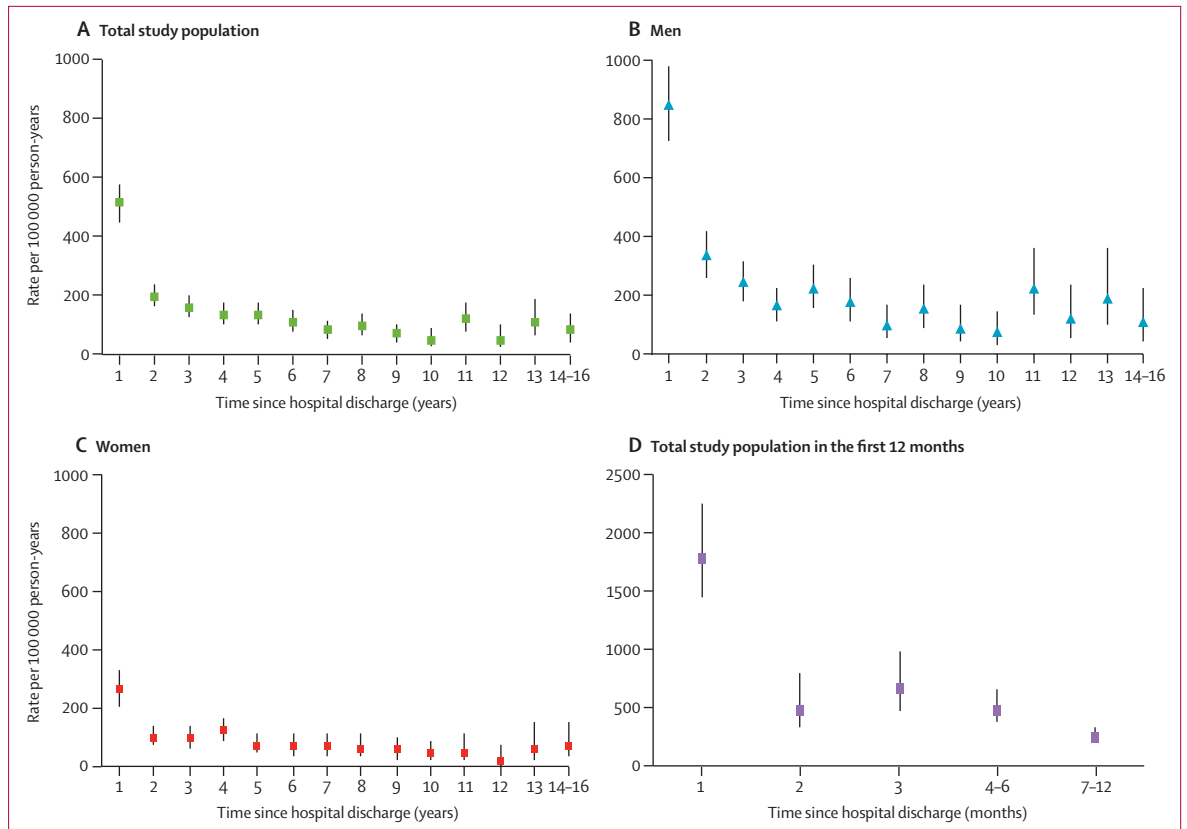 A Total study population
Rate per 100 000 person-years
1000
800
600
400
200
0
1 2 3 4 5 6 7 8 9 10 11 12 13 14–16
Time since hospital discharge (years)
B Men
1000
800
600
400
200
0
1 2 3 4 5 6 7 8 9 10 11 12 13 14–16
Time since hospital discharge (years)
C Women
Rate per 100 000 person-years
1000
800
600
400
200
0
1 2 3 4 5 6 7 8 9 10 11 12 13 14–16
Time since hospital discharge (years)
D Total study population in the first 12 months
2500
2000
1500
1000
500
0
1 2 3 4–6 7–12
Time since hospital discharge (months)